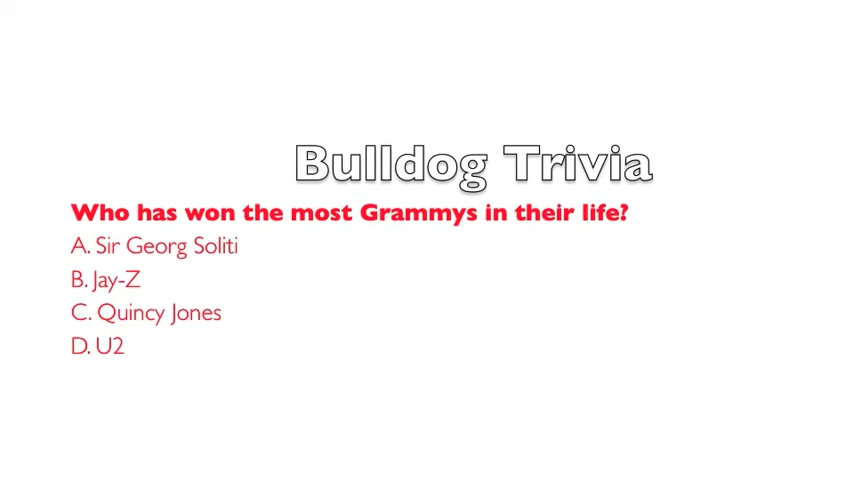 Bulldog Trivia
Who has won the most Grammys in their life?
A. Sir Georg Soliti
B. Jay-Z
C. Quincy Jones
D. U2